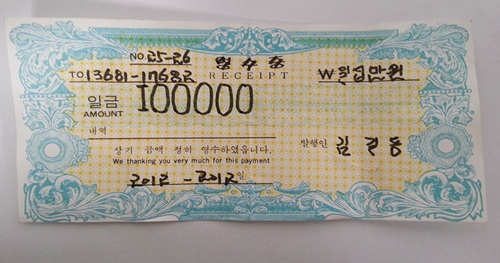 NO 25-26
영수증
TO 13681-17682 RECEIPT ₩ 일십만원
일금 100000
AMOUNT
내역
상기 금액 정히 영수하였읍니다. 발행인 김 길동
We thanking you very much for this payment
2012 - 2012 일